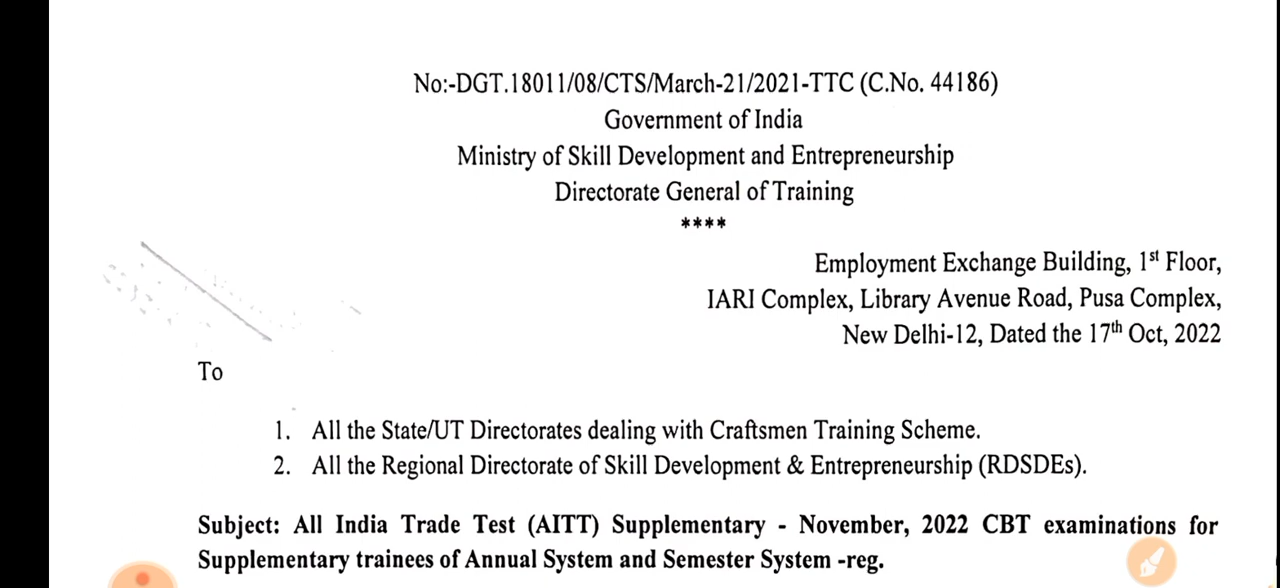 No:-DGT.18011/08/CTS/March-21/2021-TTC (C.No. 44186)
Government of India
Ministry of Skill Development and Entrepreneurship
Directorate General of Training
****
Employment Exchange Building, 1st Floor,
IARI Complex, Library Avenue Road, Pusa Complex,
New Delhi-12, Dated the 17th Oct, 2022
To
1. All the State/UT Directorates dealing with Craftsmen Training Scheme.
2. All the Regional Directorate of Skill Development & Entrepreneurship (RDSDEs).
Subject: All India Trade Test (AITT) Supplementary - November, 2022 CBT examinations for
Supplementary trainees of Annual System and Semester System -reg.